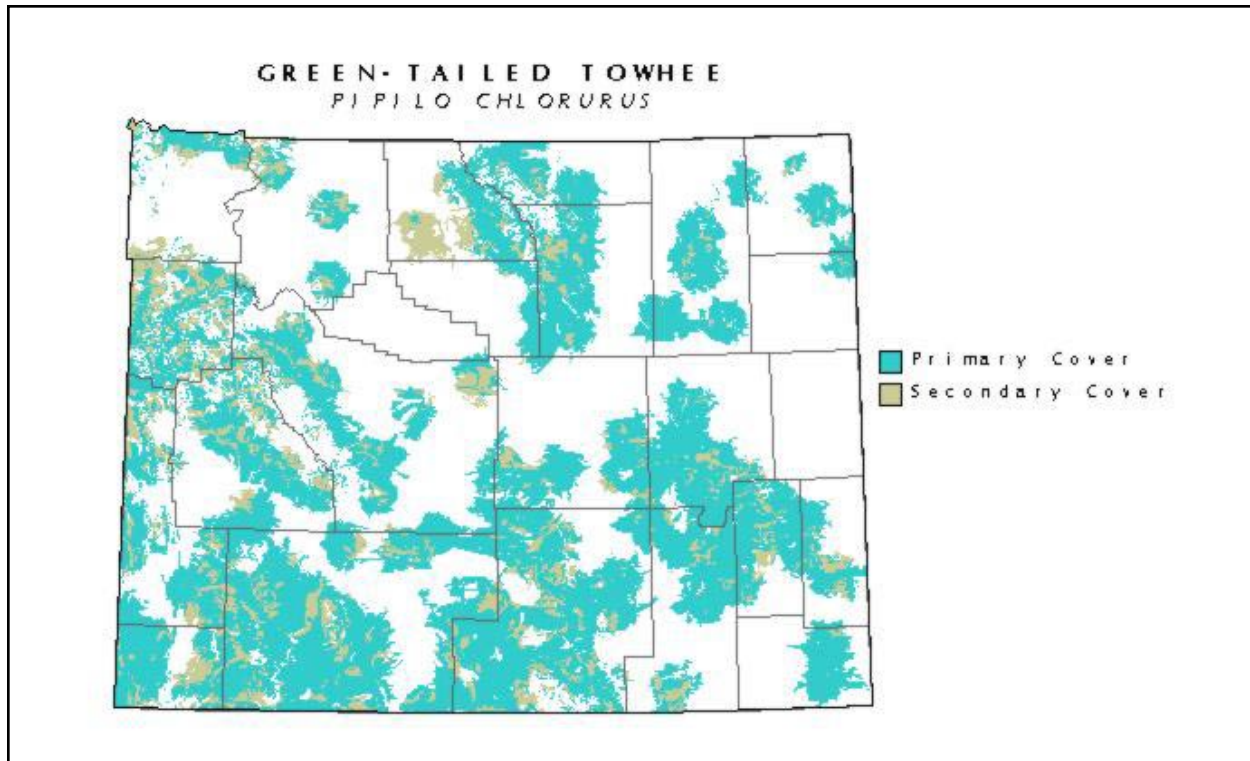 GREEN-TAILED TOWHEE
PIPILO CHLORURUS
Primary Cover
Secondary Cover